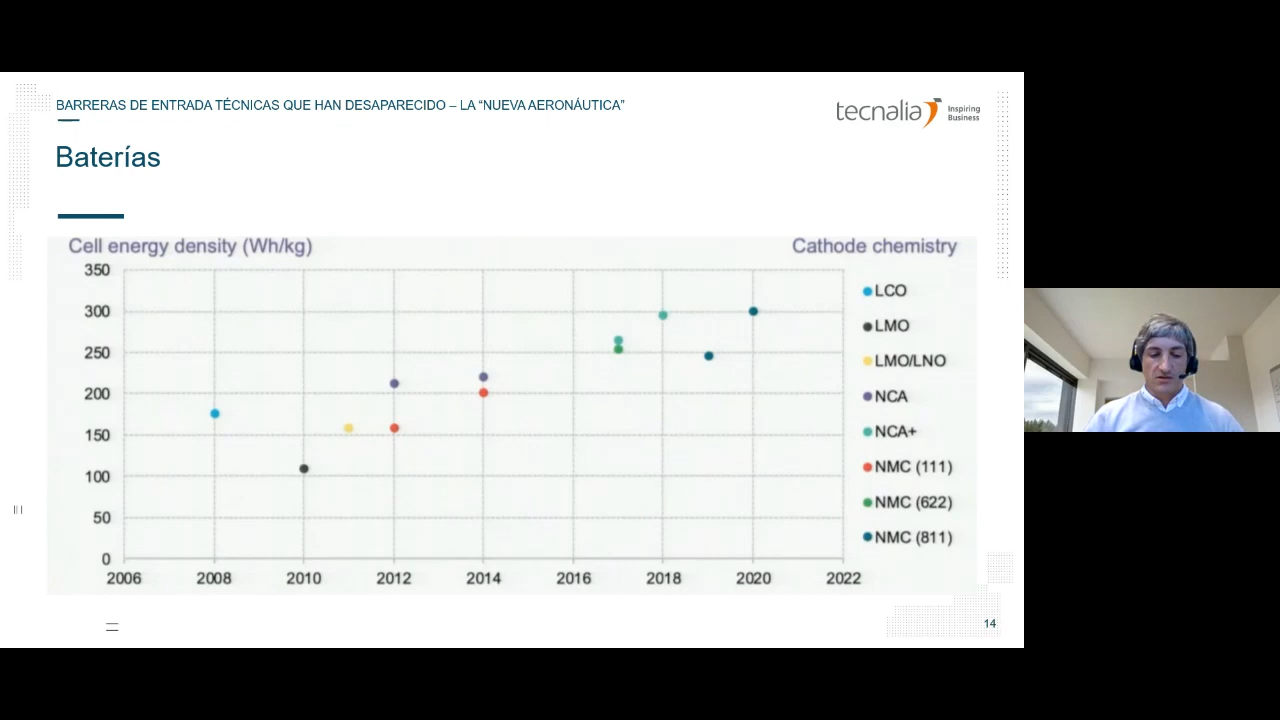 BARRERAS DE ENTRADA TÉCNICAS QUE HAN DESAPARECIDO – LA “NUEVA AERONÁUTICA”
tecnalia Inspiring
Business
Baterías
Cell energy density (Wh/kg)
Cathode chemistry
350
300
250
200
150
100
50
0
2006 2008 2010 2012 2014 2016 2018 2020 2022
LCO
LMO
LMO/LNO
NCA
NCA+
NMC (111)
NMC (622)
NMC (811)
14